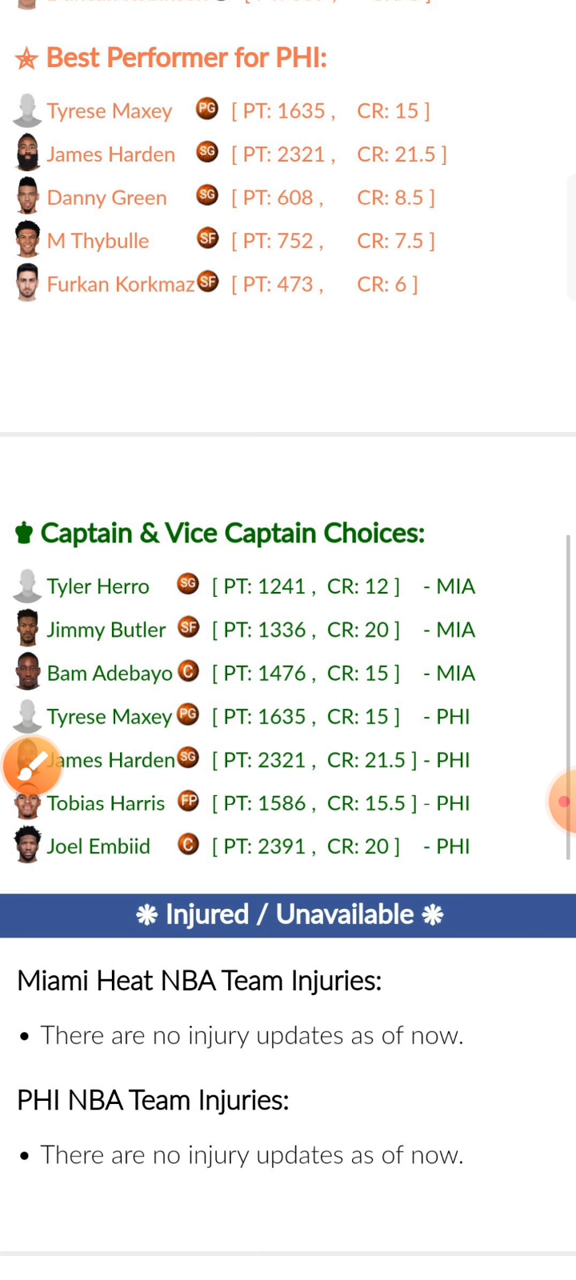 Best Performer for PHI:
Tyrese Maxey PG [ PT: 1635 , CR: 15 ]
James Harden SG [ PT: 2321 , CR: 21.5 ]
Danny Green SG [ PT: 608 , CR: 8.5 ]
M Thybulle SF [ PT: 752 , CR: 7.5 ]
Furkan Korkmaz SF [ PT: 473 , CR: 6 ]
Captain & Vice Captain Choices:
Tyler Herro SG [ PT: 1241 , CR: 12 ] - MIA
Jimmy Butler SF [ PT: 1336 , CR: 20 ] - MIA
Bam Adebayo C [ PT: 1476 , CR: 15 ] - MIA
Tyrese Maxey PG [ PT: 1635 , CR: 15 ] - PHI
James Harden SG [ PT: 2321 , CR: 21.5 ] - PHI
Tobias Harris FP [ PT: 1586 , CR: 15.5 ] - PHI
Joel Embiid C [ PT: 2391 , CR: 20 ] - PHI
Injured / Unavailable
Miami Heat NBA Team Injuries:
• There are no injury updates as of now.
PHI NBA Team Injuries:
• There are no injury updates as of now.